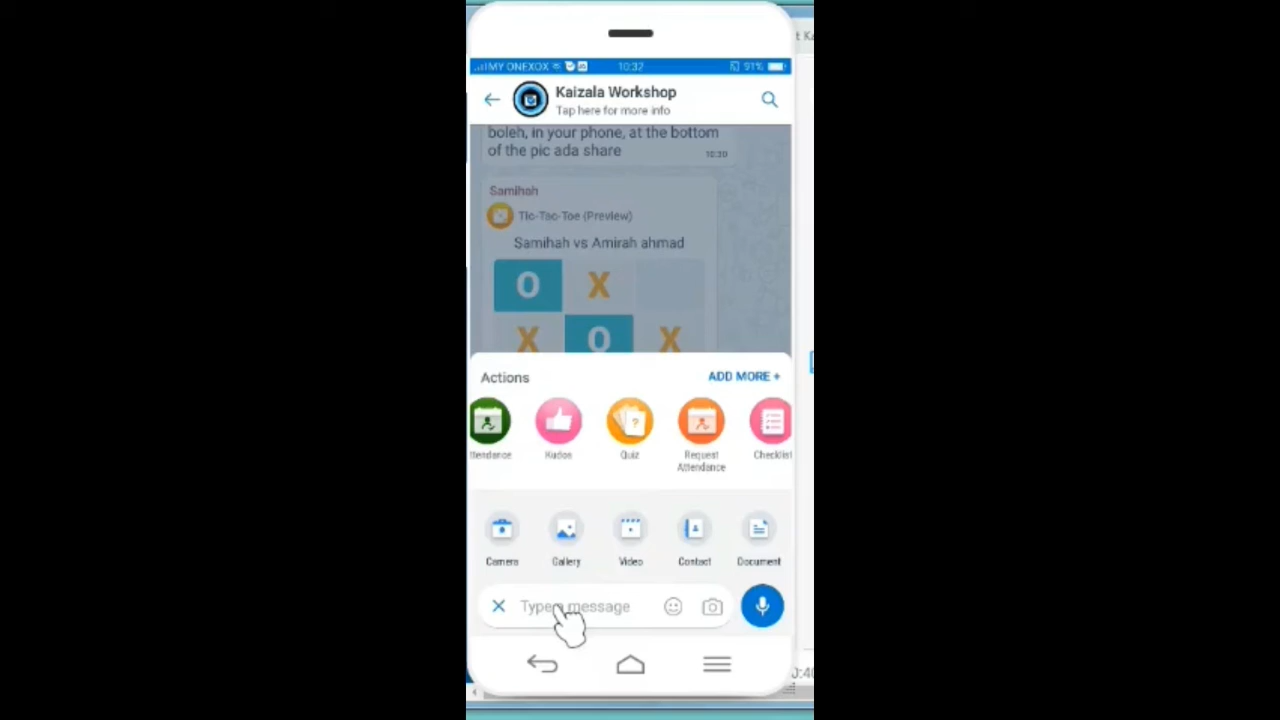 MY ONEXOX
10:32
91%
Kaizala Workshop
Tap here for more info
boleh, in your phone, at the bottom
of the pic ada share
10:30
Samihah
Tic-Tac-Toe (Preview)
Samihah vs Amirah ahmad
O X
X O X
Actions
ADD MORE +
ttendance
Kudos
Quiz
Request
Attendance
Checklist
Camera
Gallery
Video
Contact
Document
Type a message